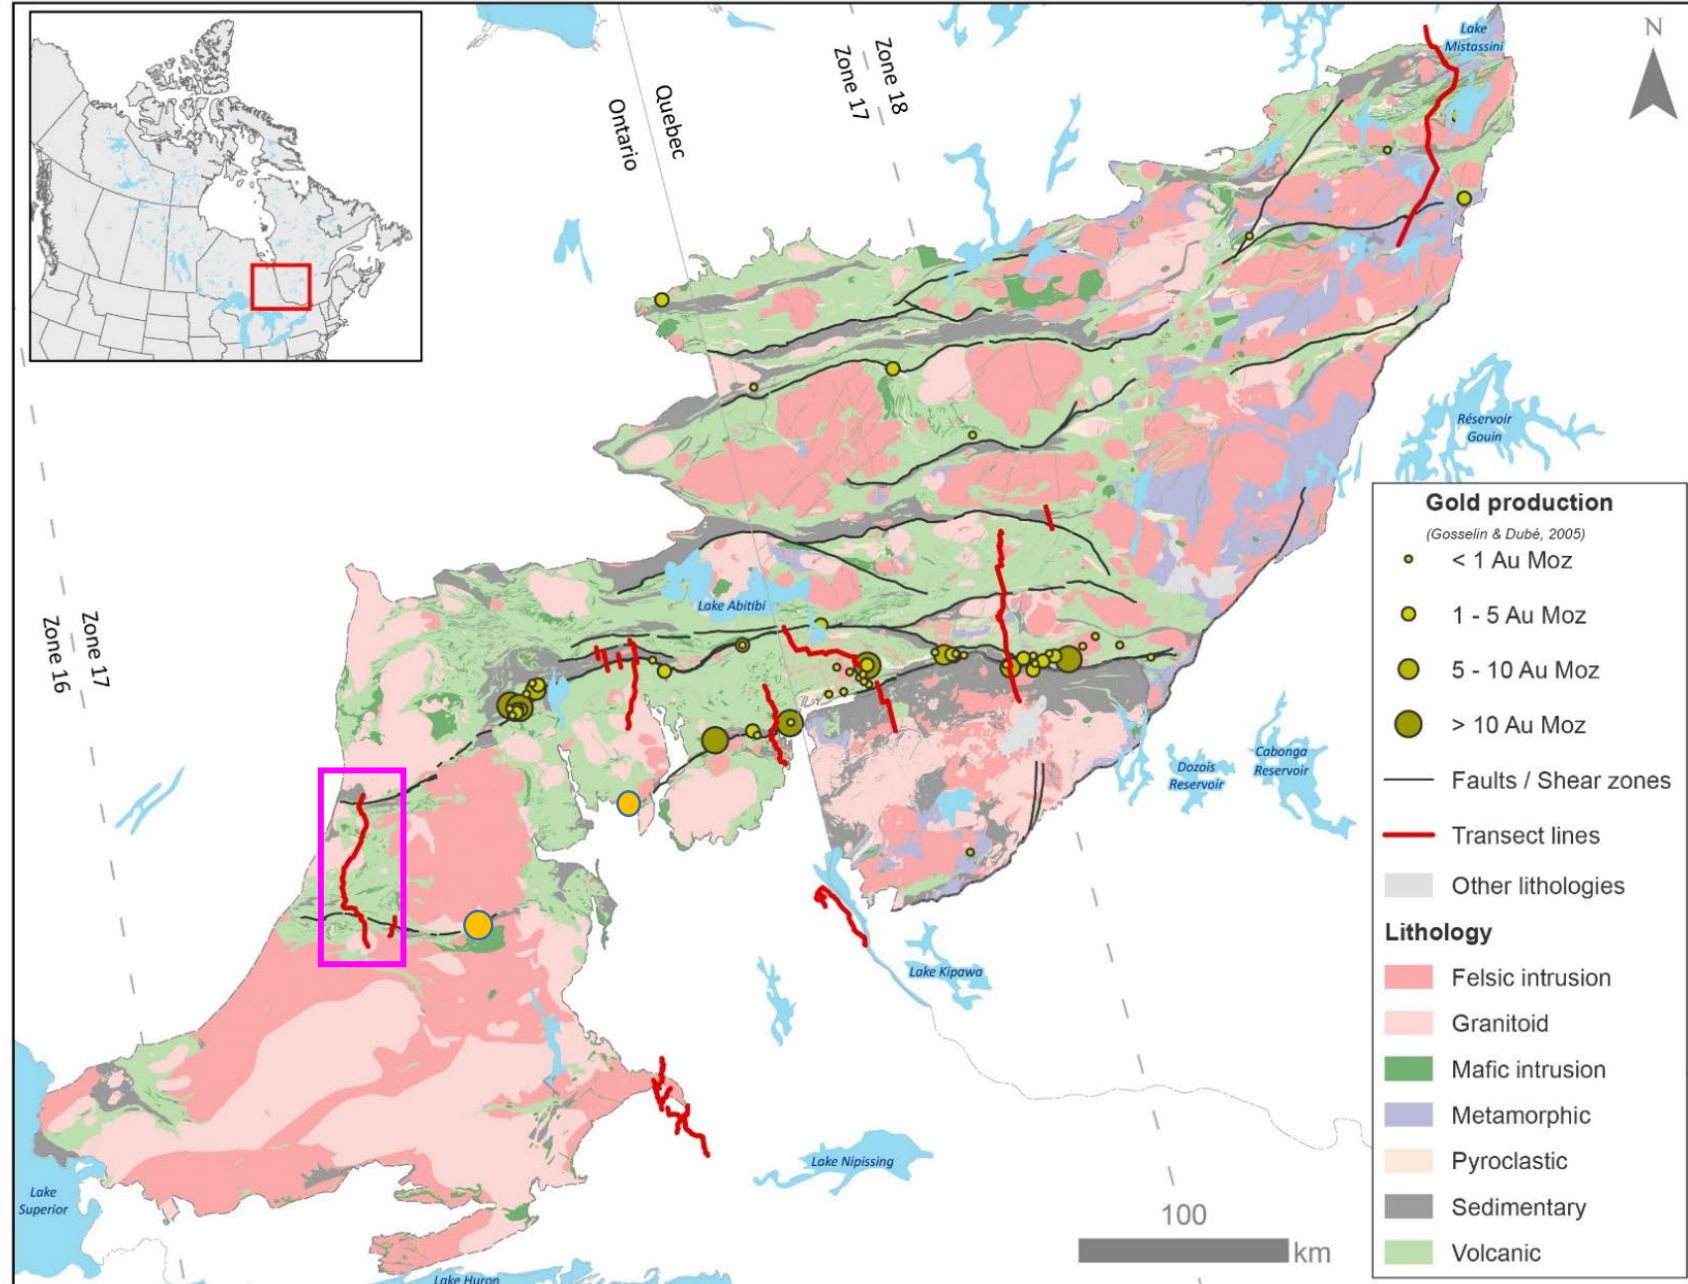 Lake
Mistassini
N
Zone 18
Zone 17
Quebec
Ontario
Réservoir
Gouin
Gold production
(Gosselin & Dubé, 2005)
< 1 Au Moz
1 - 5 Au Moz
5 - 10 Au Moz
> 10 Au Moz
Faults / Shear zones
Transect lines
Other lithologies
Lithology
Felsic intrusion
Granitoid
Mafic intrusion
Metamorphic
Pyroclastic
Sedimentary
Volcanic
Lake Abitibi
Zone 17
Zone 16
Cabonga
Reservoir
Dozois
Reservoir
Lake Kipawa
Lake Nipissing
Lake
Superior
100
km
Lake Huron